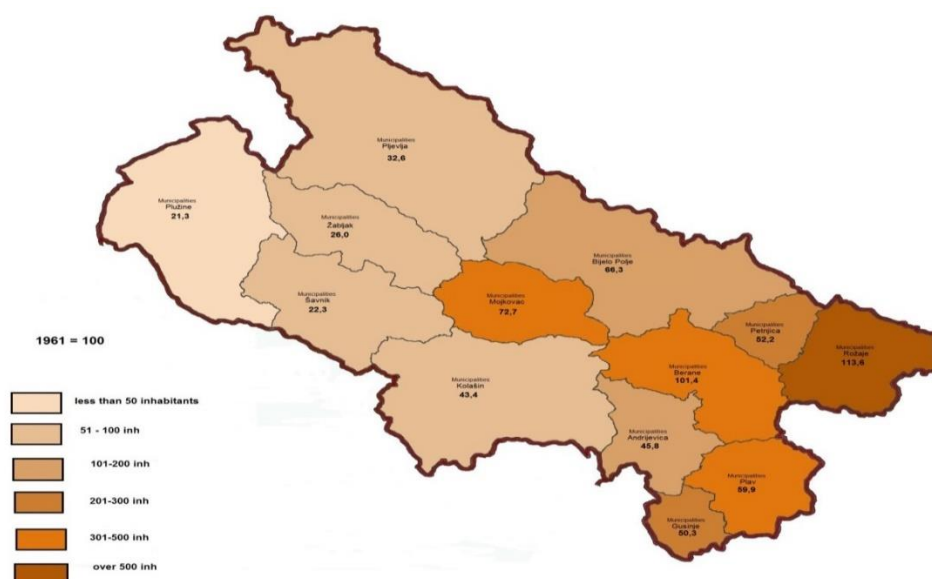 Municipalities
Pljevlja
32,6
Municipalities
Plužine
21,3
Municipalities
Žabljak
26,0
Municipalities
Bijelo Polje
66,3
Municipalities
Šavnik
22,3
Municipalities
Mojkovac
72,7
Municipalities
Petnjica
52,2
Municipalities
Rožaje
113,6
Municipalities
Berane
101,4
Municipalities
Kolašin
43,4
Municipalities
Andrijevica
45,8
Municipalities
Plav
59,9
Municipalities
Gusinje
50,3
1961 = 100
less than 50 inhabitants
51 - 100 inh
101-200 inh
201-300 inh
301-500 inh
over 500 inh